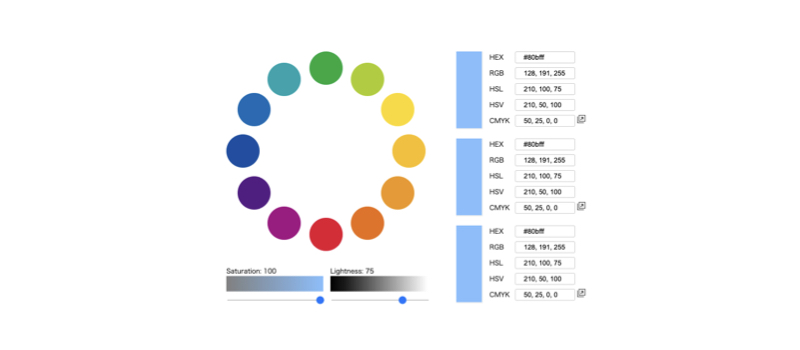 HEX #80bfff
RGB 128, 191, 255
HSL 210, 100, 75
HSV 210, 50, 100
CMYK 50, 25, 0, 0
HEX #80bfff
RGB 128, 191, 255
HSL 210, 100, 75
HSV 210, 50, 100
CMYK 50, 25, 0, 0
HEX #80bfff
RGB 128, 191, 255
HSL 210, 100, 75
HSV 210, 50, 100
CMYK 50, 25, 0, 0
Saturation: 100 Lightness: 75